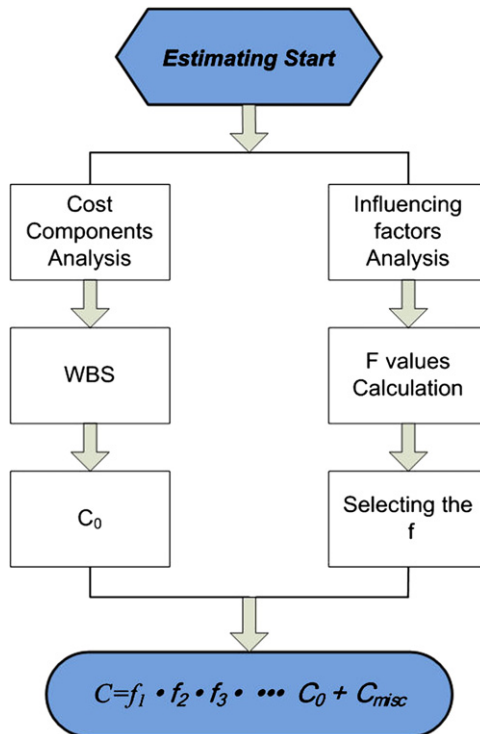 Estimating Start
Cost
Components
Analysis
WBS
C₀
Influencing
factors
Analysis
F values
Calculation
Selecting the
f
C=f₁ • f₂ • f₃ • ••• C₀ + Cₘᵢₛc